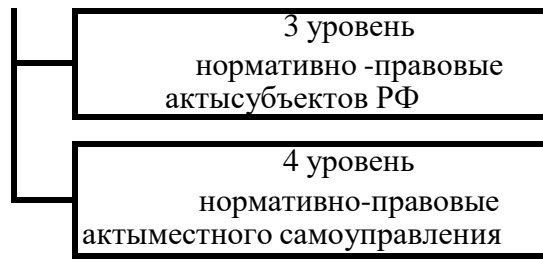 3 уровень
нормативно -правовые
актысубъектов РФ
4 уровень
нормативно-правовые
актыместного самоуправления